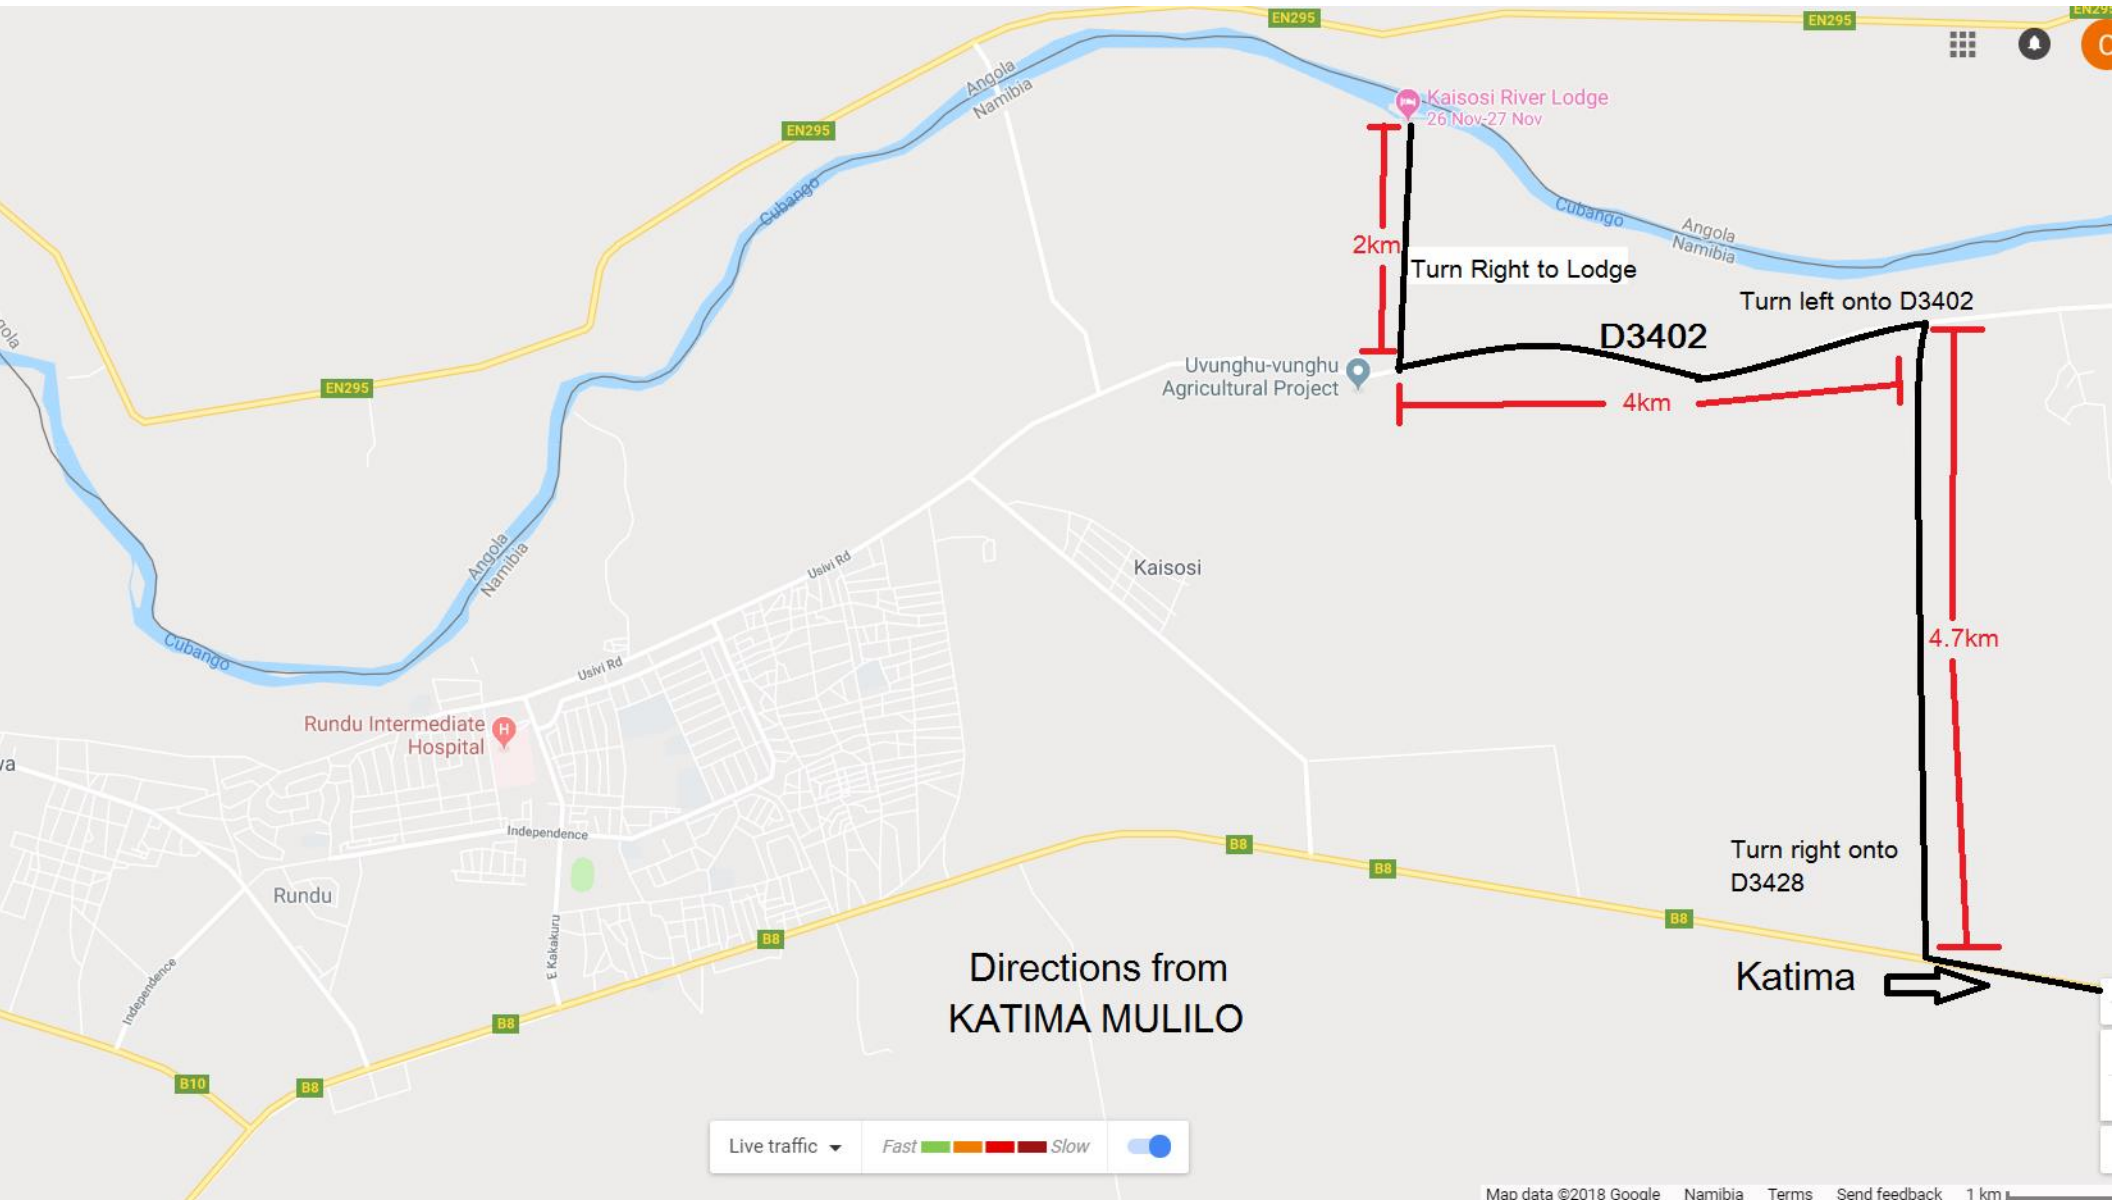 EN295
EN295
EN295
Angola
Namibia
Kaisosi River Lodge
26 Nov-27 Nov
EN295
Cubango
Cubango
Angola
Namibia
2km
Turn Right to Lodge
Turn left onto D3402
D3402
Uvunghu-vunghu
Agricultural Project
EN295
4km
Angola
Namibia
Usivi Rd
Kaisosi
4.7km
Cubango
Usivi Rd
Rundu Intermediate
Hospital
H
Independence
B8
Turn right onto
D3428
B8
Rundu
B8
E Kakakuru
B8
Directions from
KATIMA MULILO
Katima
Independence
B8
B10
B8
Live traffic
Fast
Slow
Map data ©2018 Google Namibia Terms Send feedback 1 km